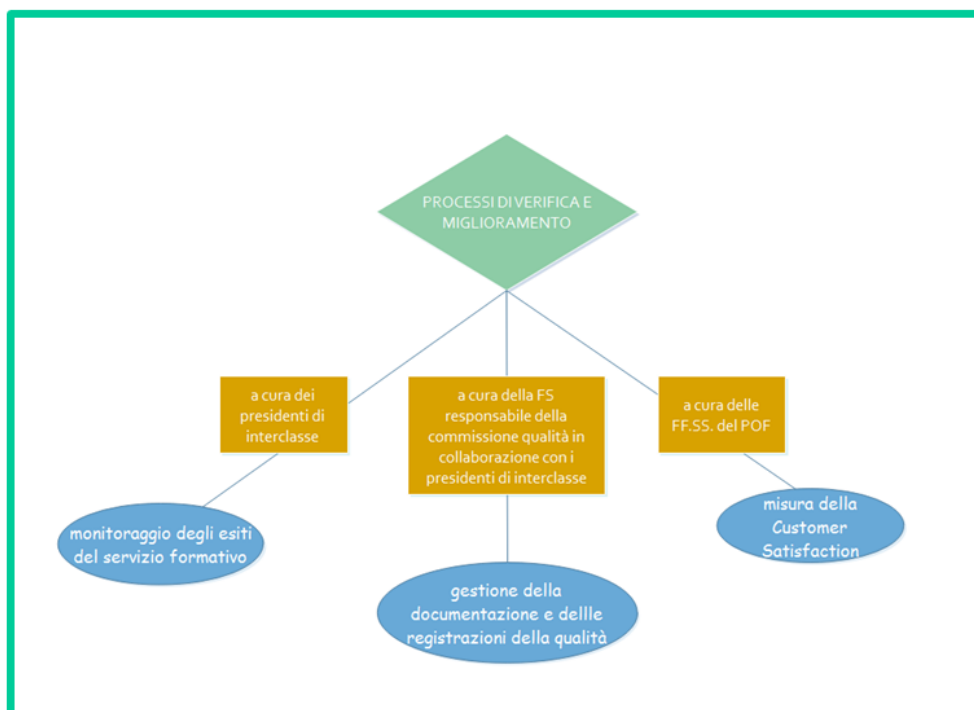 PROCESSI DI VERIFICA E
MIGLIORAMENTO
a cura dei
presidenti di
interclasse
a cura della FS
responsabile della
commissione qualità in
collaborazione con i
presidenti di interclasse
a cura delle
FF.SS. del POF
monitoraggio degli esiti
del servizio formativo
gestione della
documentazione e dellle
registrazioni della qualità
misura della
Customer
Satisfaction